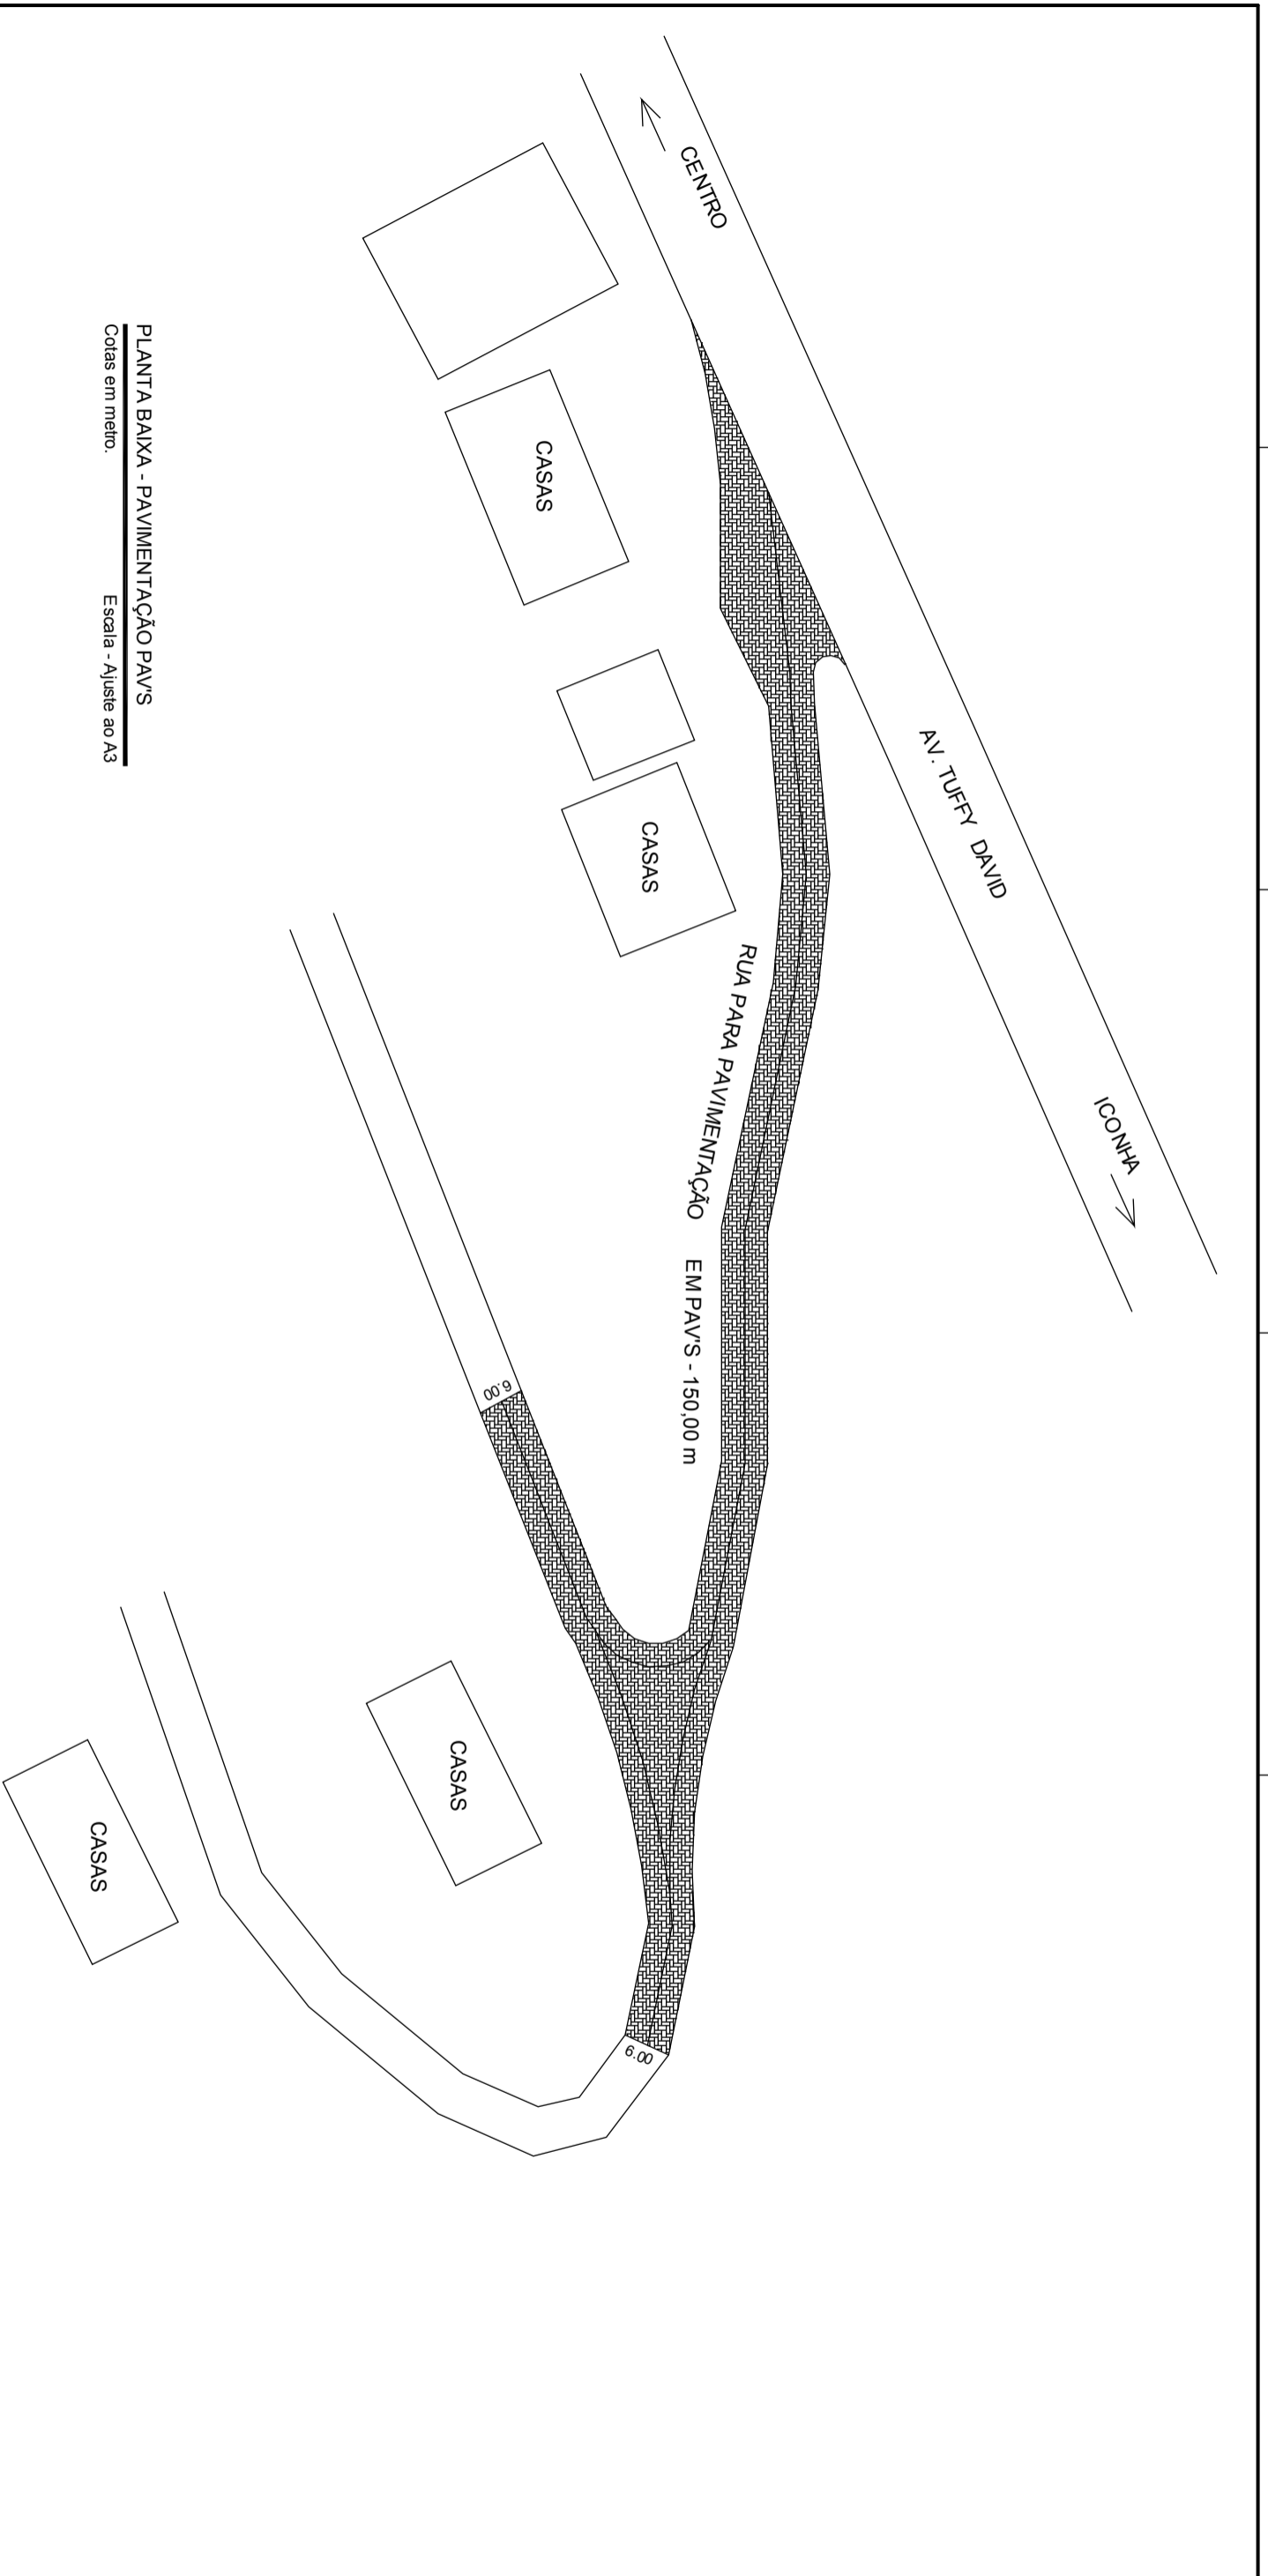 CENTRO
AV. TUFFY DAVID
ICONHA
CASAS
CASAS
RUA PARA PAVIMENTAÇÃO EM PAV'S - 150,00 m
6.00
6.00
CASAS
CASAS
PLANTA BAIXA - PAVIMENTAÇÃO PAV'S
Cotas em metro. Escala - Ajuste ao A3